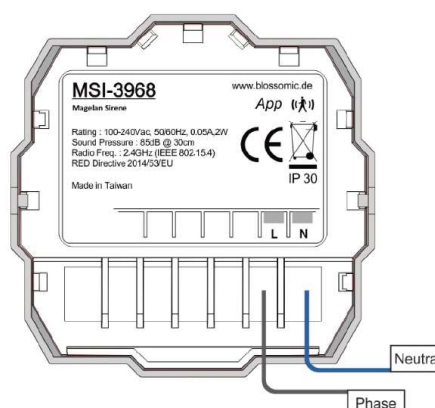 MSI-3968
www.blossomic.de
Magelan Sirene
App
Rating : 100-240Vac, 50/60Hz, 0.05A,2W
Sound Pressure : 85dB @ 30cm
Radio Freq. : 2.4GHz (IEEE 802-15.4)
RED Directive 2014/53/EU
CE
IP 30
Made in Taiwan
L N
Neutra
Phase